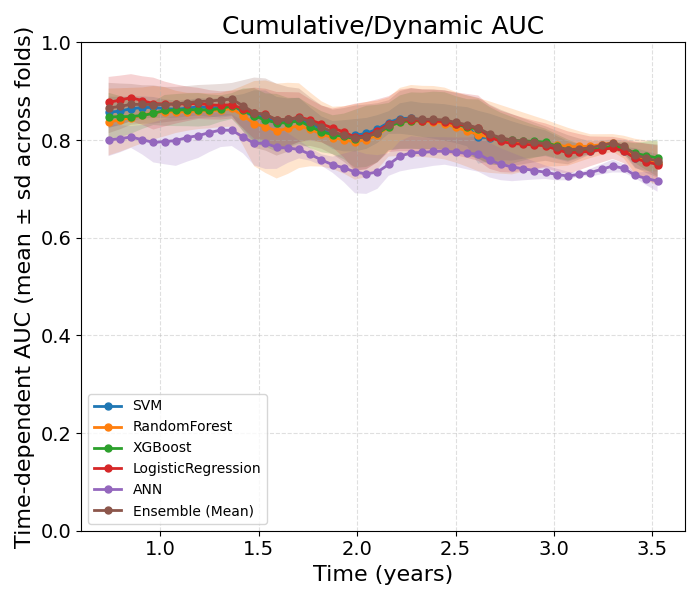 Cumulative/Dynamic AUC
Time-dependent AUC (mean ± sd across folds)
1.0
0.8
0.6
0.4
0.2
0.0
SVM
RandomForest
XGBoost
LogisticRegression
ANN
Ensemble (Mean)
1.0 1.5 2.0 2.5 3.0 3.5
Time (years)